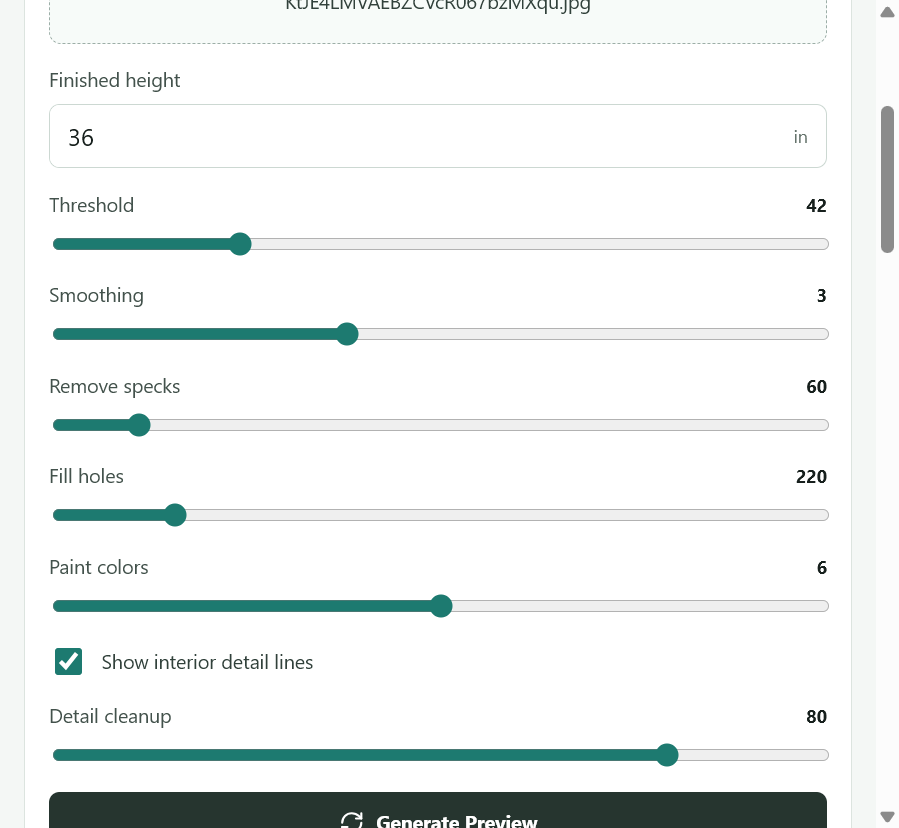 Finished height
36
in
Threshold
42
Smoothing
3
Remove specks
60
Fill holes
220
Paint colors
6
Show interior detail lines
Detail cleanup
80
Generate Preview